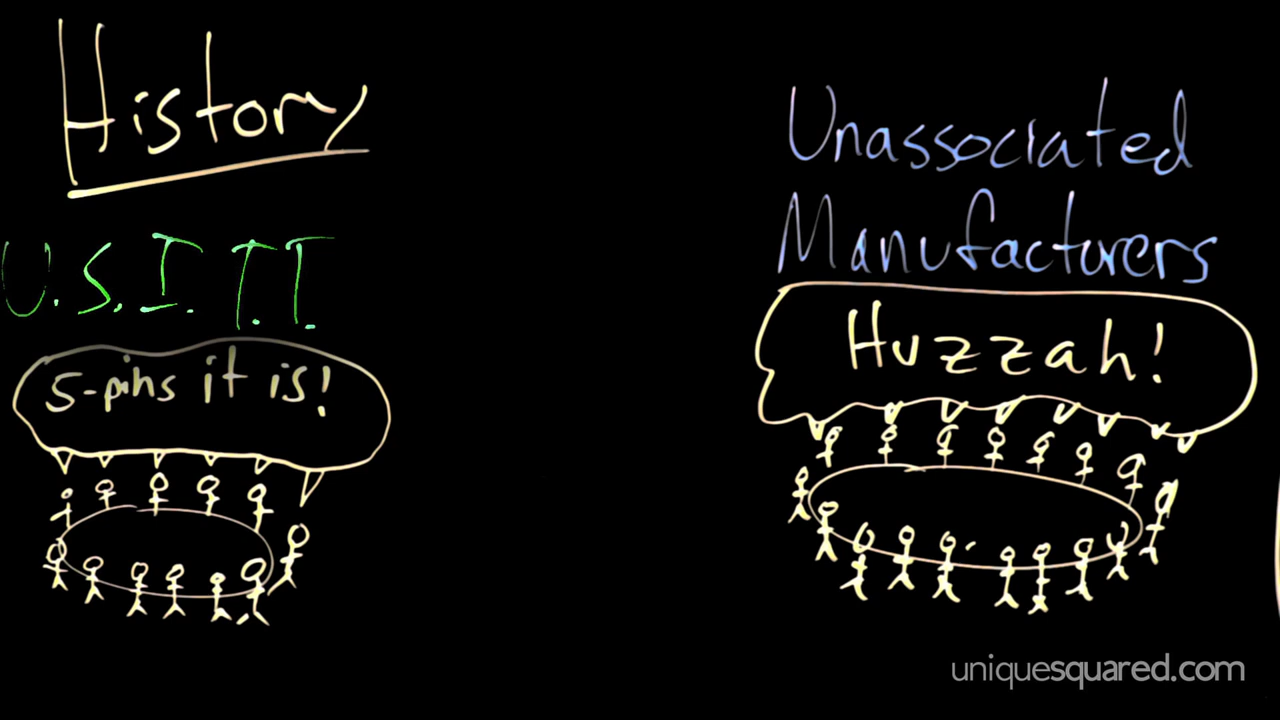 History
U.S.I.T.T.
5-pins it is!
Unassociated
Manufacturers
Huzzah!
uniquesquared.com